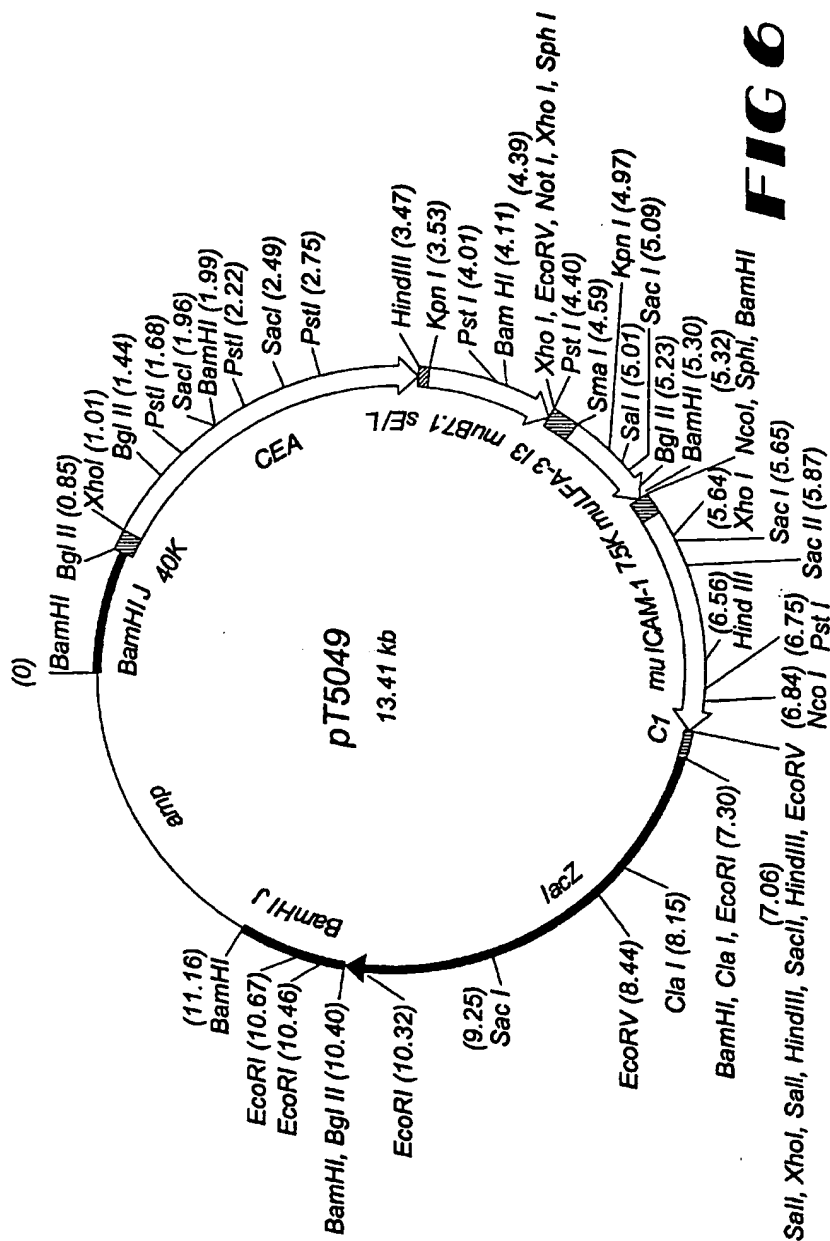 (0)
BamHI
Bgl II (0.85)
XhoI (1.01)
Bgl II (1.44)
PstI (1.68)
SacI (1.96)
BamHI (1.99)
PstI (2.22)
SacI (2.49)
PstI (2.75)
HindIII (3.47)
Kpn I (3.53)
Pst I (4.01)
Bam HI (4.11)
(4.39)
Xho I, EcoRV, Not I, Xho I, Sph I
Pst I (4.40)
Sma I (4.59)
Kpn I (4.97)
Sal I (5.01)
Sac I (5.09)
Bgl II (5.23)
BamHI (5.30)
(5.32)
NcoI, SphI, BamHI
(5.64)
Xho I
Sac I (5.65)
Sac II (5.87)
(6.56)
Hind III
(6.75)
Pst I
(6.84)
Nco I
(7.06)
SalI, XhoI, SalI, HindIII, SacII, HindIII, EcoRV
BamHI, Cla I, EcoRI (7.30)
Cla I (8.15)
EcoRV (8.44)
(9.25)
Sac I
EcoRI (10.32)
BamHI, Bgl II (10.40)
EcoRI (10.46)
EcoRI (10.67)
(11.16)
BamHI
BamHI J
40K
CEA
sE/L
muB7.1
I3
muLFA-3
7.5K
mu ICAM-1
C1
lacZ
BamHI J
amp
pT5049
13.41 kb
FIG 6